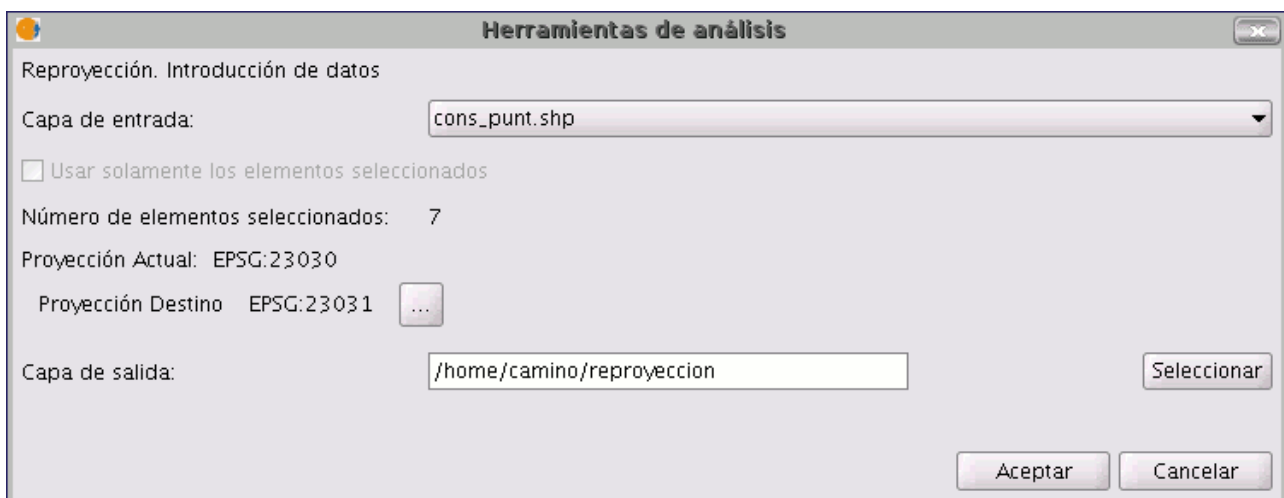 Herramientas de análisis
Reproyección. Introducción de datos
Capa de entrada: cons_punt.shp
Usar solamente los elementos seleccionados
Número de elementos seleccionados: 7
Proyección Actual: EPSG:23030
Proyección Destino EPSG:23031 ...
Capa de salida: /home/camino/reproyeccion Seleccionar
Aceptar Cancelar